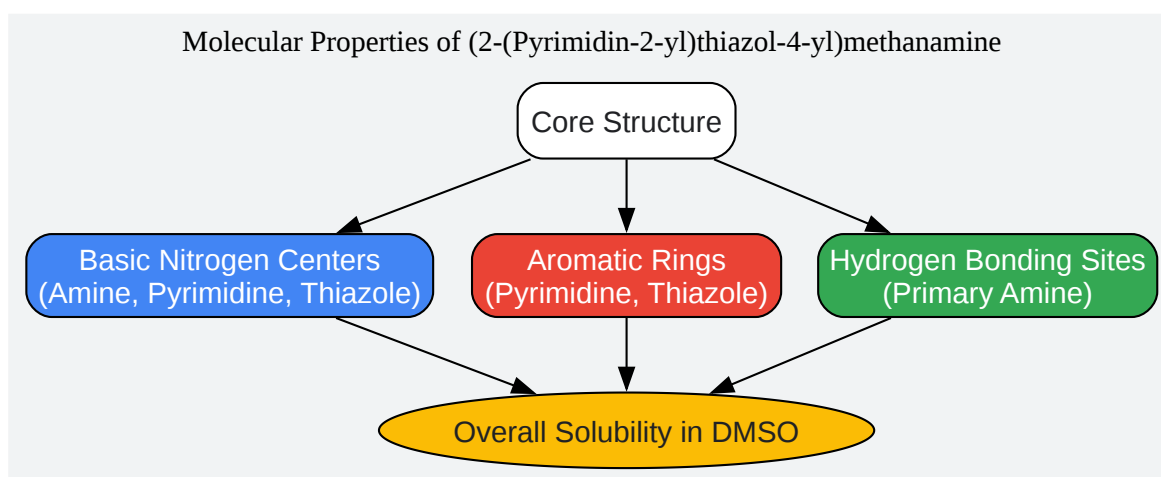 Molecular Properties of (2-(Pyrimidin-2-yl)thiazol-4-yl)methanamine
Core Structure
Basic Nitrogen Centers
(Amine, Pyrimidine, Thiazole)
Aromatic Rings
(Pyrimidine, Thiazole)
Hydrogen Bonding Sites
(Primary Amine)
Overall Solubility in DMSO